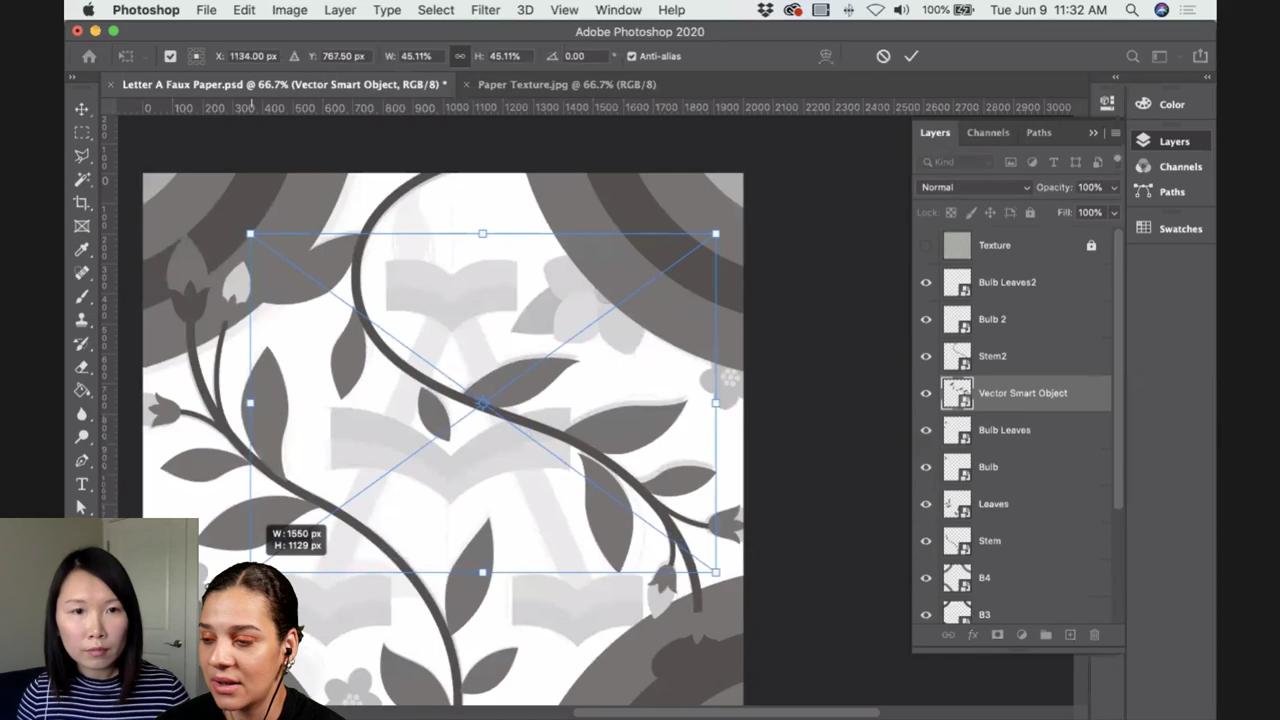 Photoshop File Edit Image Layer Type Select Filter 3D View Window Help 100% Tue Jun 9 11:32 AM
Adobe Photoshop 2020
X: 1134.00 px Y: 767.50 px W: 45.11% H: 45.11% 0.00 ° Anti-alias
Letter A Faux Paper.psd @ 66.7% (Vector Smart Object, RGB/8) * Paper Texture.jpg @ 66.7% (RGB/8)
0 100 200 300 400 500 600 700 800 900 1000 1100 1200 1300 1400 1500 1600 1700 1800 1900 2000 2100 2200 2300 2400 2500 2600 2700 2800 2900 3000
Color
Layers Channels Paths
Layers
Kind
Channels
Normal Opacity: 100%
Paths
Lock: Fill: 100%
Swatches
Texture
Bulb Leaves2
Bulb 2
Stem2
Vector Smart Object
Bulb Leaves
Bulb
Leaves
Stem
B4
B3
W: 1550 px
H: 1129 px